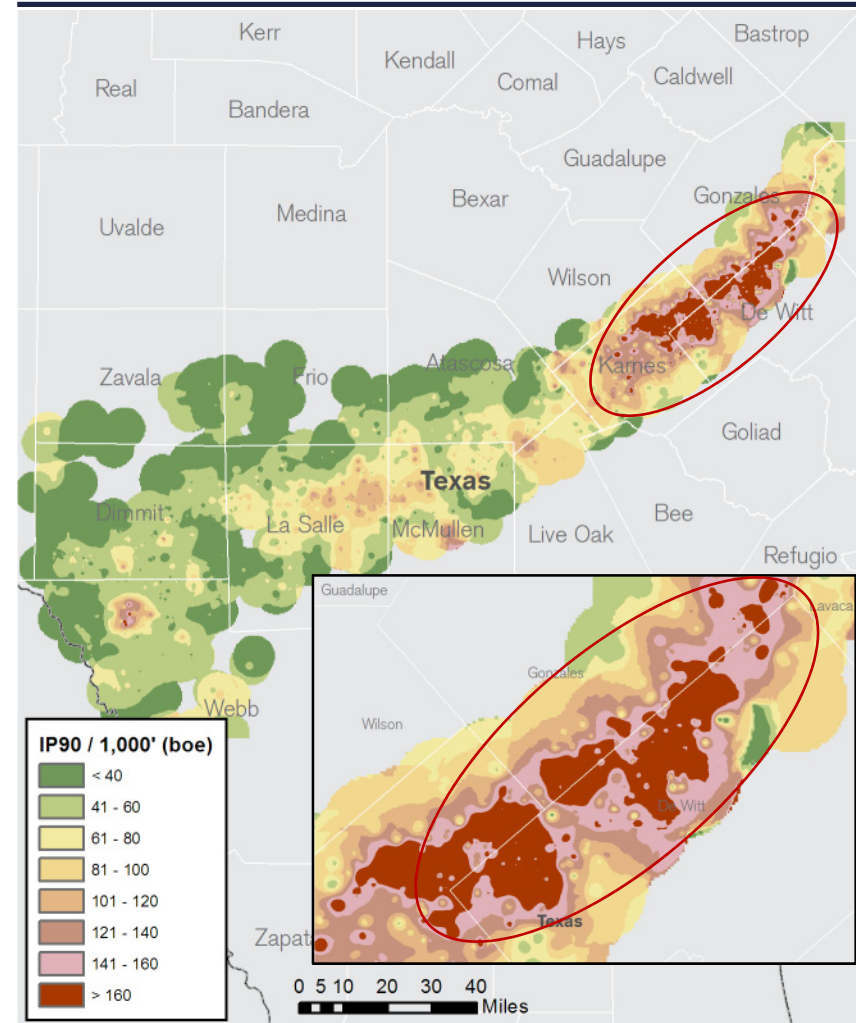 Kerr
Hays
Bastrop
Kendall
Real
Comal
Caldwell
Bandera
Guadalupe
Gonzales
Medina
Bexar
Uvalde
Wilson
De Witt
Zavala
Frio
Atascosa
Karnes
Goliad
Texas
Dimmit
La Salle
McMullen
Live Oak
Bee
Refugio
Webb
Zapata
Guadalupe
Lavaca
Gonzales
Wilson
De Witt
Texas
IP90 / 1,000' (boe)
< 40
41 - 60
61 - 80
81 - 100
101 - 120
121 - 140
141 - 160
> 160
0 5 10 20 30 40
Miles